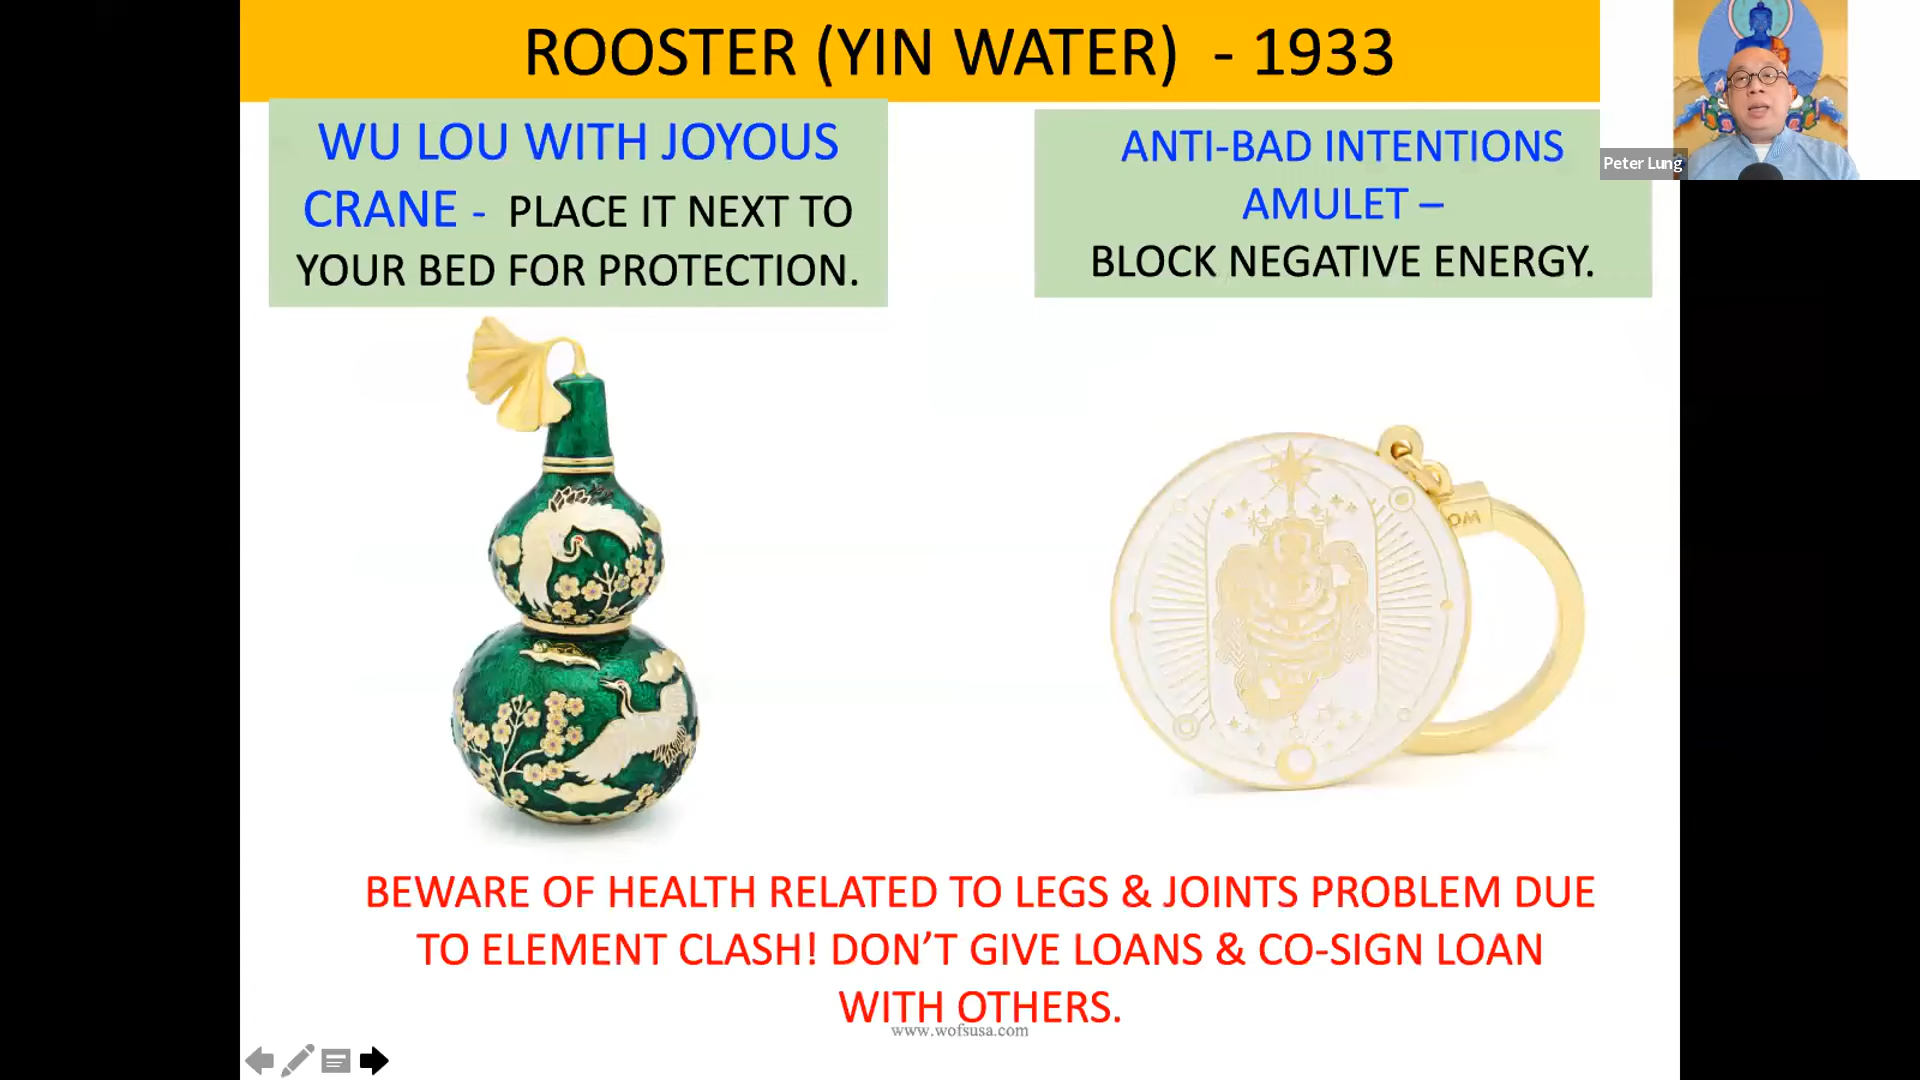 ROOSTER (YIN WATER) - 1933
WU LOU WITH JOYOUS
CRANE - PLACE IT NEXT TO
YOUR BED FOR PROTECTION.
ANTI-BAD INTENTIONS
AMULET –
BLOCK NEGATIVE ENERGY.
Peter Lung
BEWARE OF HEALTH RELATED TO LEGS & JOINTS PROBLEM DUE
TO ELEMENT CLASH! DON’T GIVE LOANS & CO-SIGN LOAN
WITH OTHERS.
www.wofsusa.com